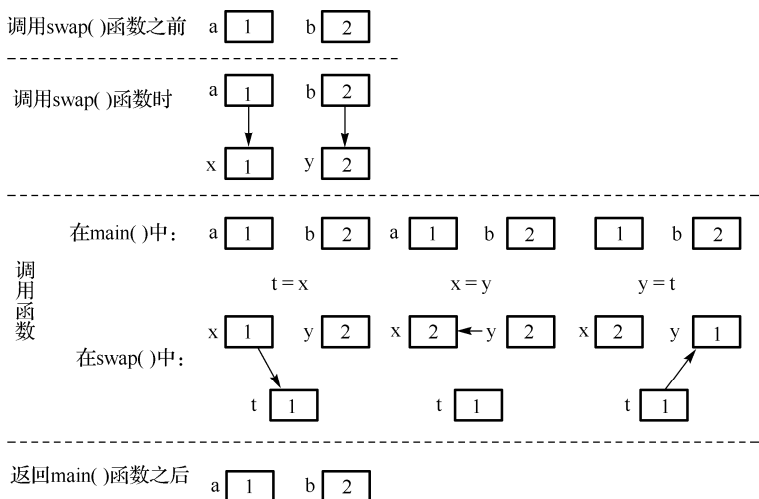 调用swap( )函数之前 a 1 b 2
调用swap( )函数时 a 1 b 2
x 1 y 2
调用函数
在main( )中： a 1 b 2 a 1 b 2 1 b 2
t = x x = y y = t
在swap( )中： x 1 y 2 x 2 y 2 x 2 y 1
t 1 t 1 t 1
返回main( )函数之后 a 1 b 2